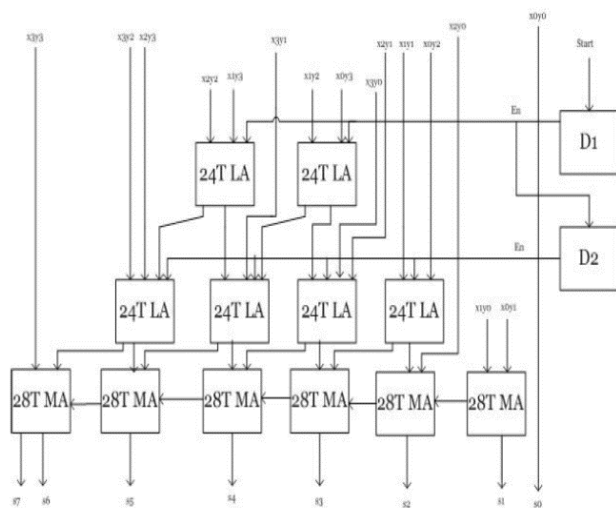 x0y0
x3y3 x3y2 x2y3 x3y1 x2y1 x1y1 x0y2 x2y0 Start
x2y2 x1y3 x1y2 x0y3 x3y0
En
D1
24T LA 24T LA
D2
En
24T LA 24T LA 24T LA 24T LA
x1y0 x0y1
28T MA 28T MA 28T MA 28T MA 28T MA 28T MA
s7 s6 s5 s4 s3 s2 s1 s0